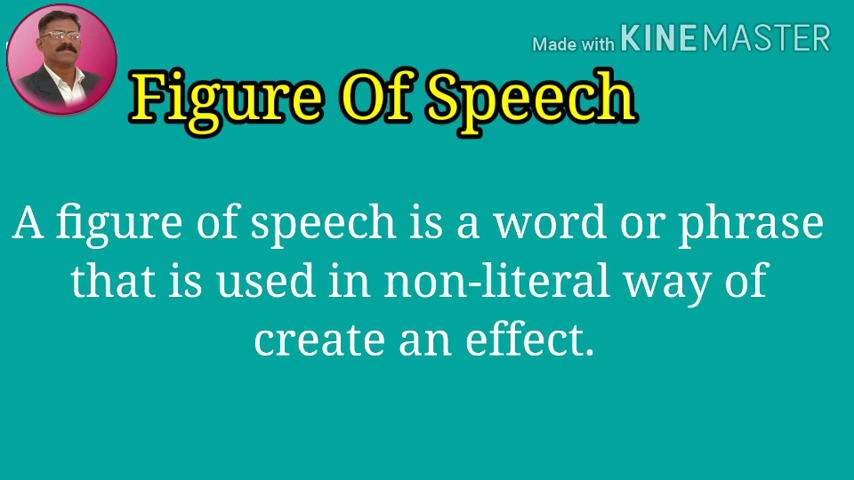 Made with KINEMASTER
Figure Of Speech
A figure of speech is a word or phrase
that is used in non-literal way of
create an effect.